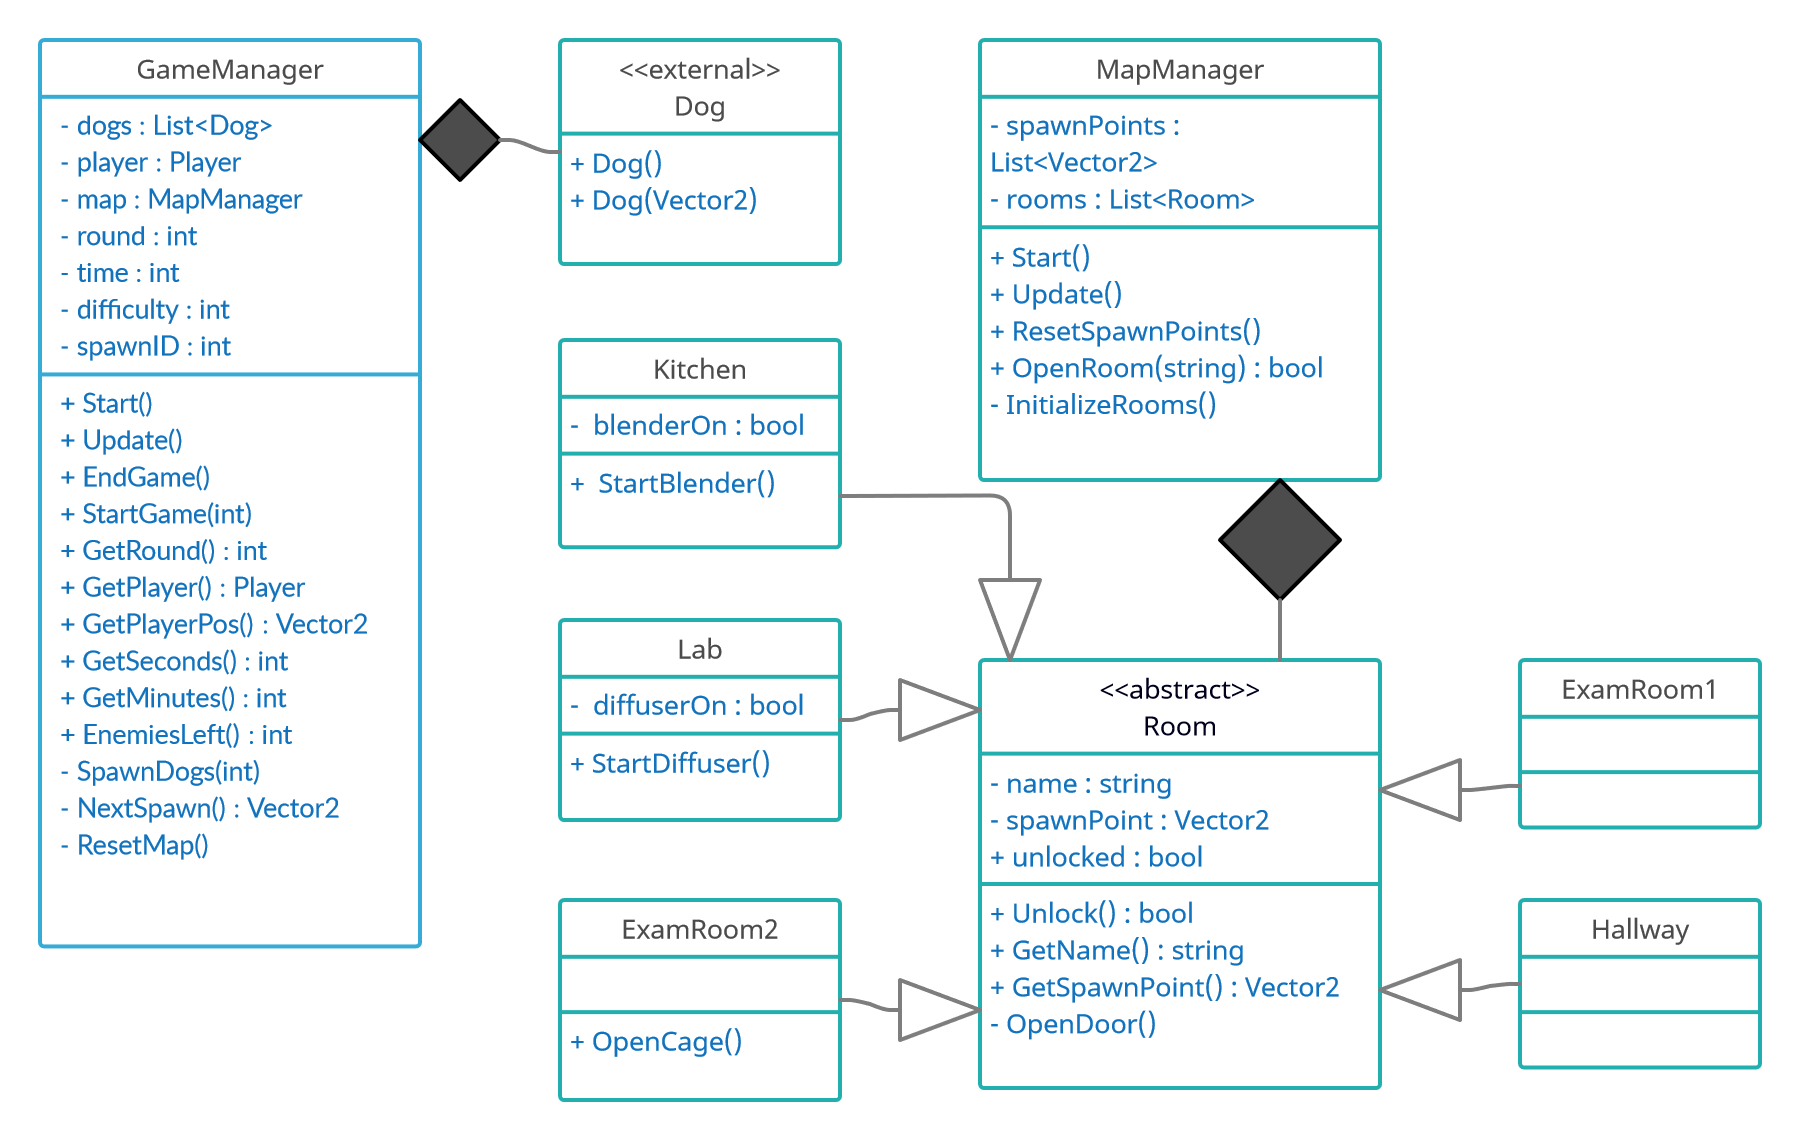 GameManager
- dogs : List<Dog>
- player : Player
- map : MapManager
- round : int
- time : int
- difficulty : int
- spawnID : int
+ Start()
+ Update()
+ EndGame()
+ StartGame(int)
+ GetRound() : int
+ GetPlayer() : Player
+ GetPlayerPos() : Vector2
+ GetSeconds() : int
+ GetMinutes() : int
+ EnemiesLeft() : int
- SpawnDogs(int)
- NextSpawn() : Vector2
- ResetMap()
<<external>>
Dog
+ Dog()
+ Dog(Vector2)
Kitchen
-  blenderOn : bool
+  StartBlender()
Lab
-  diffuserOn : bool
+ StartDiffuser()
ExamRoom2
+ OpenCage()
MapManager
- spawnPoints :
List<Vector2>
- rooms : List<Room>
+ Start()
+ Update()
+ ResetSpawnPoints()
+ OpenRoom(string) : bool
- InitializeRooms()
<<abstract>>
Room
- name : string
- spawnPoint : Vector2
+ unlocked : bool
+ Unlock() : bool
+ GetName() : string
+ GetSpawnPoint() : Vector2
- OpenDoor()
ExamRoom1
Hallway